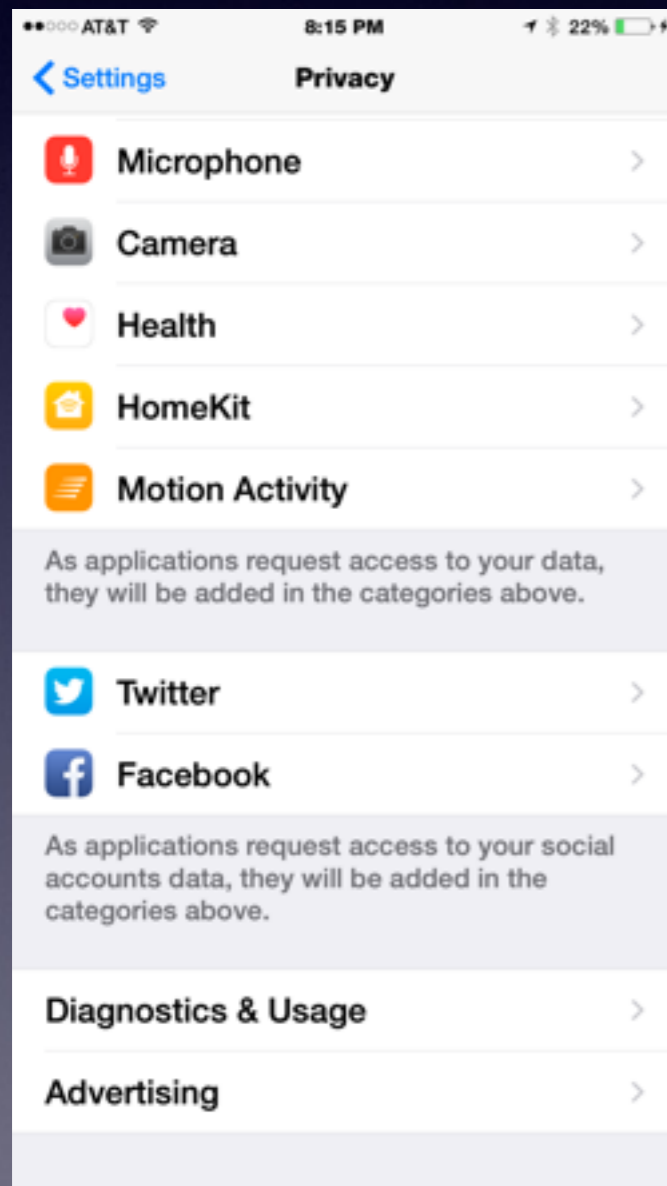 AT&T 8:15 PM 22%
Settings Privacy
Microphone
Camera
Health
HomeKit
Motion Activity
As applications request access to your data,
they will be added in the categories above.
Twitter
Facebook
As applications request access to your social
accounts data, they will be added in the
categories above.
Diagnostics & Usage
Advertising